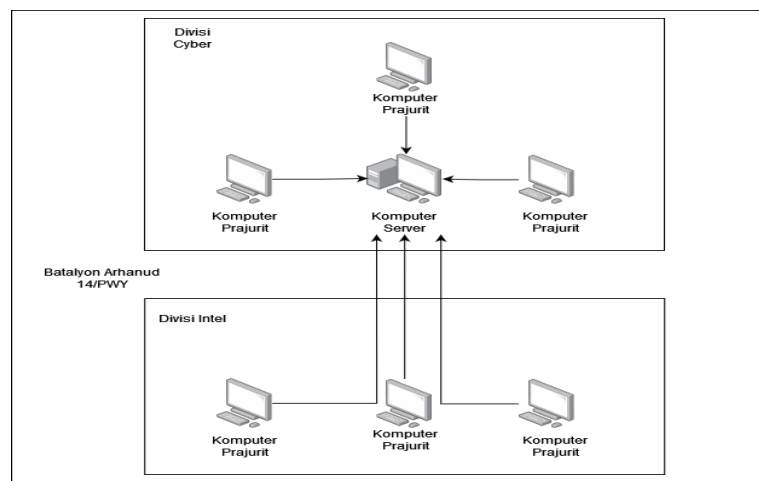 Divisi
Cyber
Komputer
Prajurit
Komputer
Prajurit
Komputer
Server
Komputer
Prajurit
Batalyon Arhanud
14/PWY
Divisi Intel
Komputer
Prajurit
Komputer
Prajurit
Komputer
Prajurit